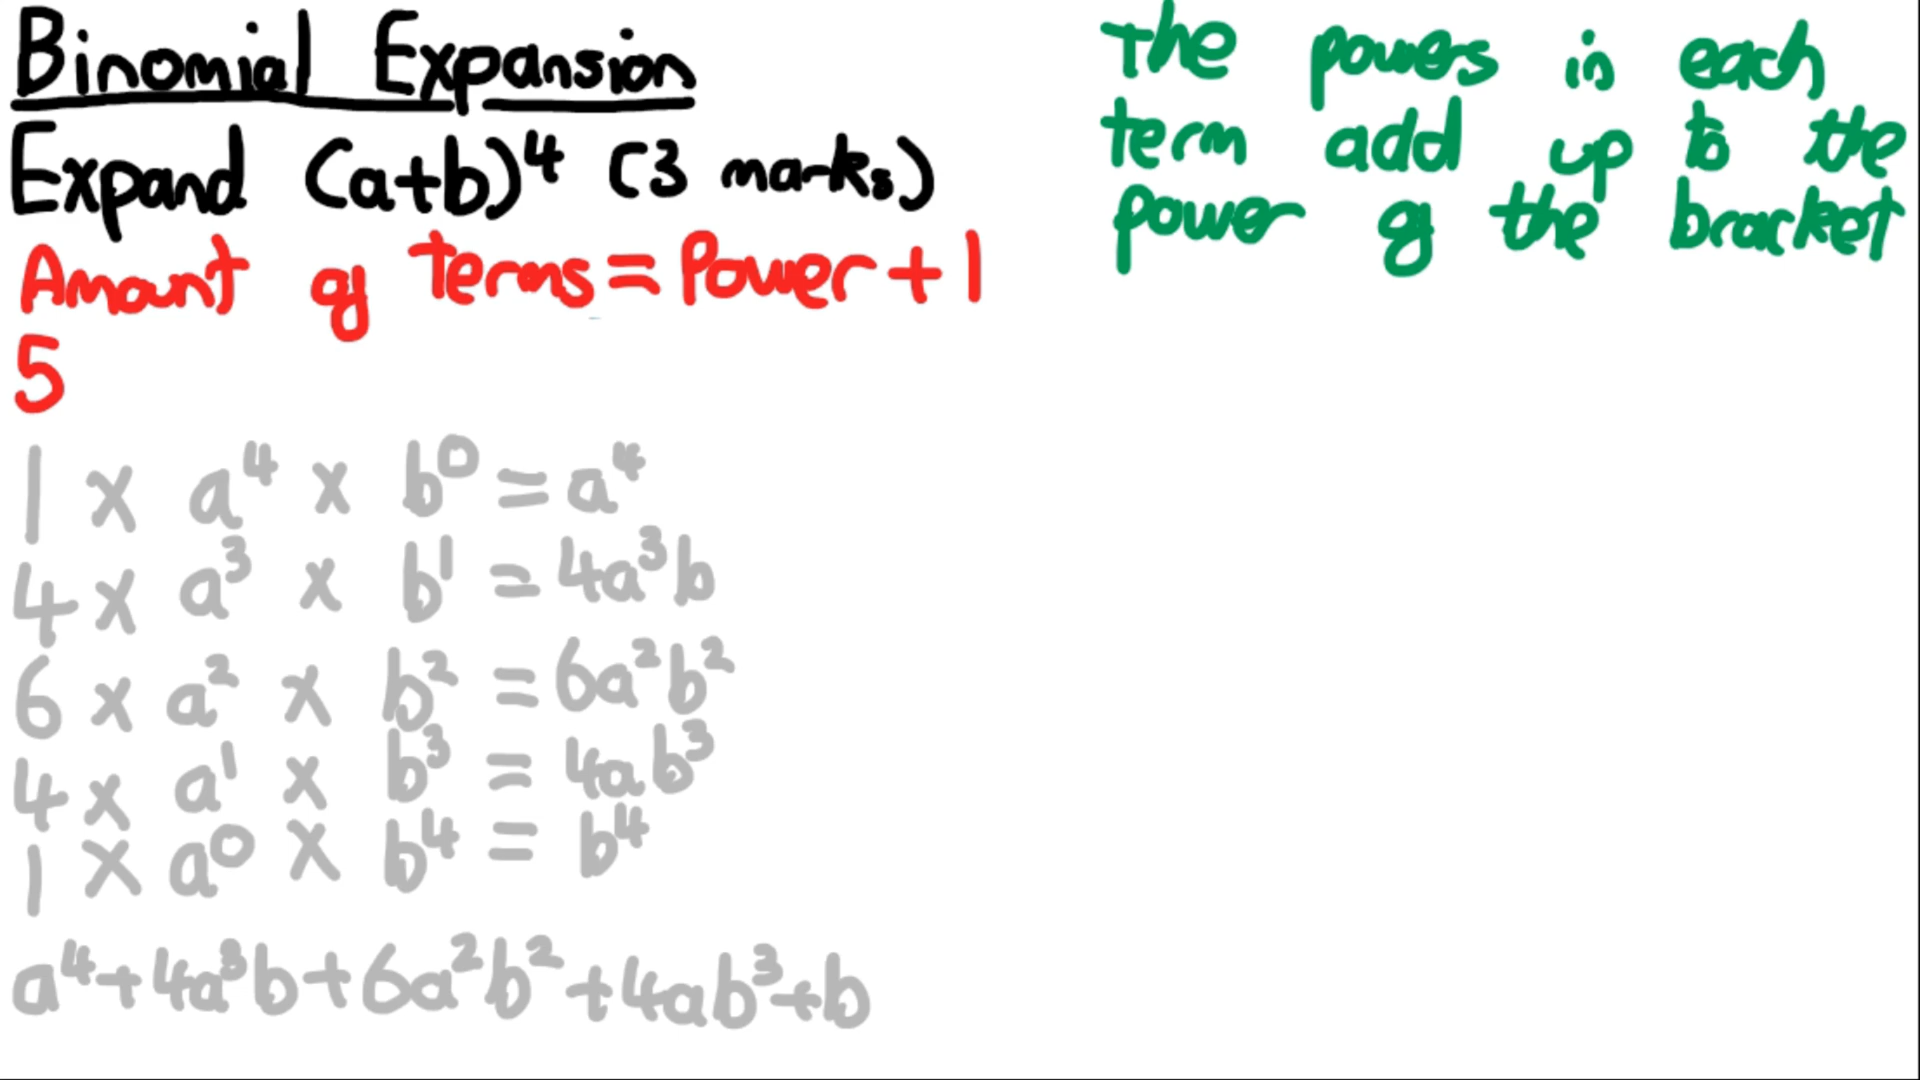 Binomial Expansion
Expand (a+b)⁴ (3 marks)
Amount of terms = Power + 1
5
1 × a⁴ × b⁰ = a⁴
4 × a³ × b¹ = 4a³b
6 × a² × b² = 6a²b²
4 × a¹ × b³ = 4ab³
1 × a⁰ × b⁴ = b⁴
a⁴+4a³b+6a²b²+4ab³+b
The powers in each
term add up to the
power of the bracket